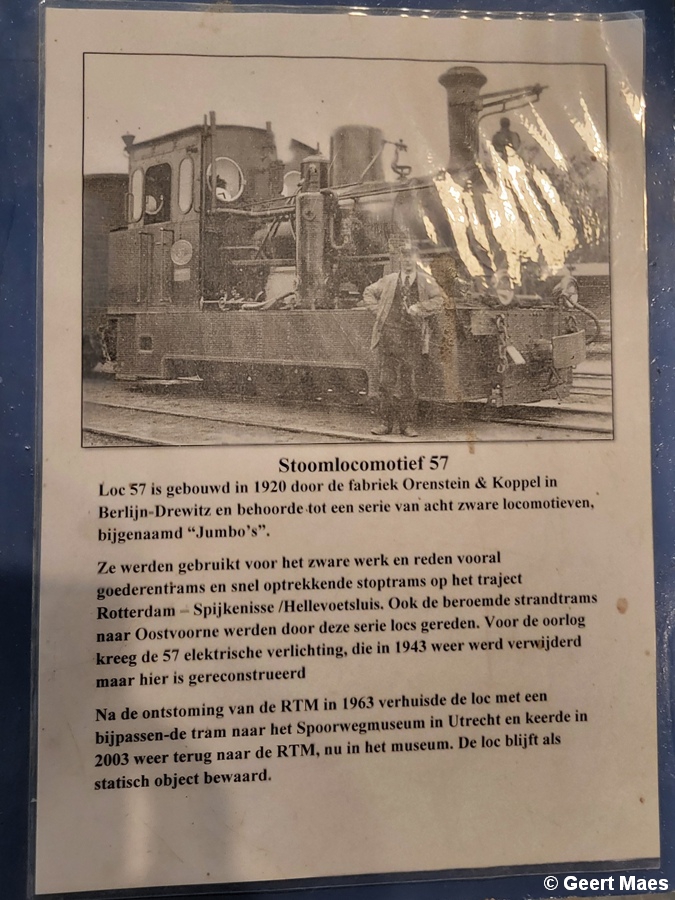 Stoomlocomotief 57
Loc 57 is gebouwd in 1920 door de fabriek Orenstein & Koppel in
Berlijn-Drewitz en behoorde tot een serie van acht zware locomotieven,
bijgenaamd “Jumbo’s”.
Ze werden gebruikt voor het zware werk en reden vooral
goederentrams en snel optrekkende stoptrams op het traject
Rotterdam – Spijkenisse /Hellevoetsluis. Ook de beroemde strandtrams
naar Oostvoorne werden door deze serie locs gereden. Voor de oorlog
kreeg de 57 elektrische verlichting, die in 1943 weer werd verwijderd
maar hier is gereconstrueerd
Na de ontstoming van de RTM in 1963 verhuisde de loc met een
bijpassen-de tram naar het Spoorwegmuseum in Utrecht en keerde in
2003 weer terug naar de RTM, nu in het museum. De loc blijft als
statisch object bewaard.
© Geert Maes